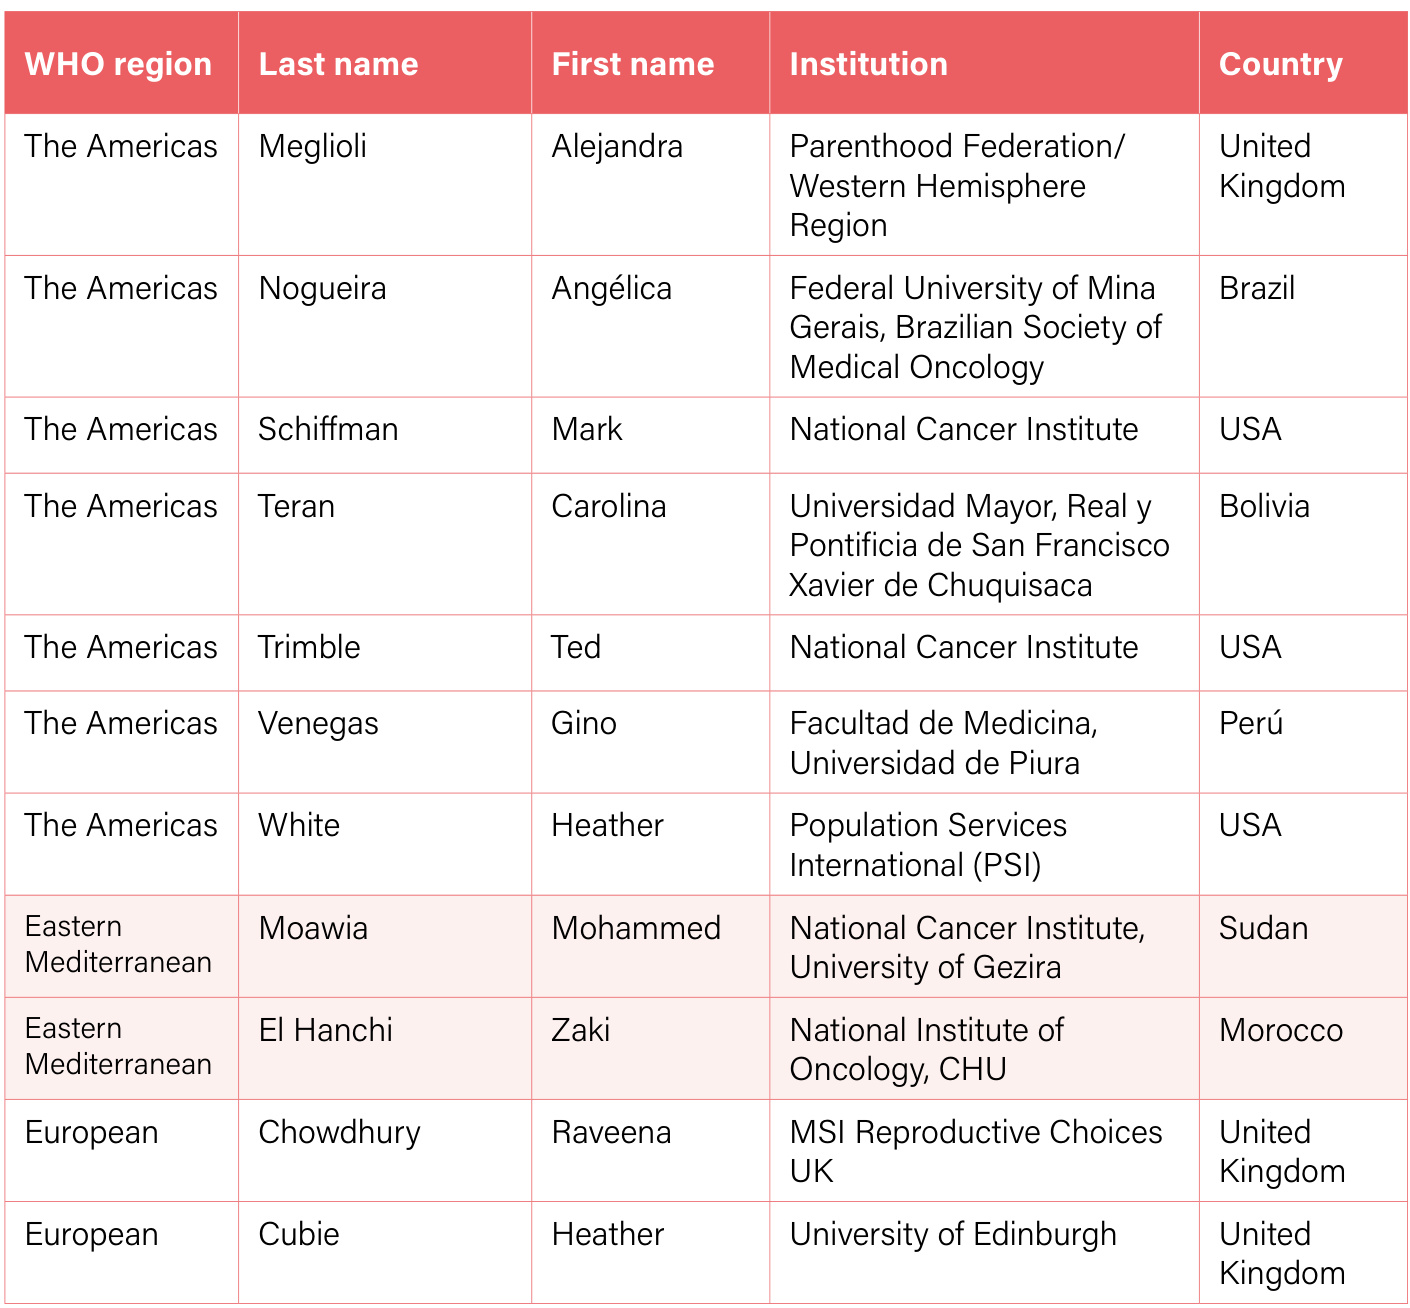 WHO region Last name First name Institution Country
The Americas Meglioli Alejandra Parenthood Federation/ United
Western Hemisphere Kingdom
Region
The Americas Nogueira Angélica Federal University of Mina Brazil
Gerais, Brazilian Society of
Medical Oncology
The Americas Schiffman Mark National Cancer Institute USA
The Americas Teran Carolina Universidad Mayor, Real y Bolivia
Pontificia de San Francisco
Xavier de Chuquisaca
The Americas Trimble Ted National Cancer Institute USA
The Americas Venegas Gino Facultad de Medicina, Perú
Universidad de Piura
The Americas White Heather Population Services USA
International (PSI)
Eastern Moawia Mohammed National Cancer Institute, Sudan
Mediterranean University of Gezira
Eastern El Hanchi Zaki National Institute of Morocco
Mediterranean Oncology, CHU
European Chowdhury Raveena MSI Reproductive Choices United
UK Kingdom
European Cubie Heather University of Edinburgh United
Kingdom